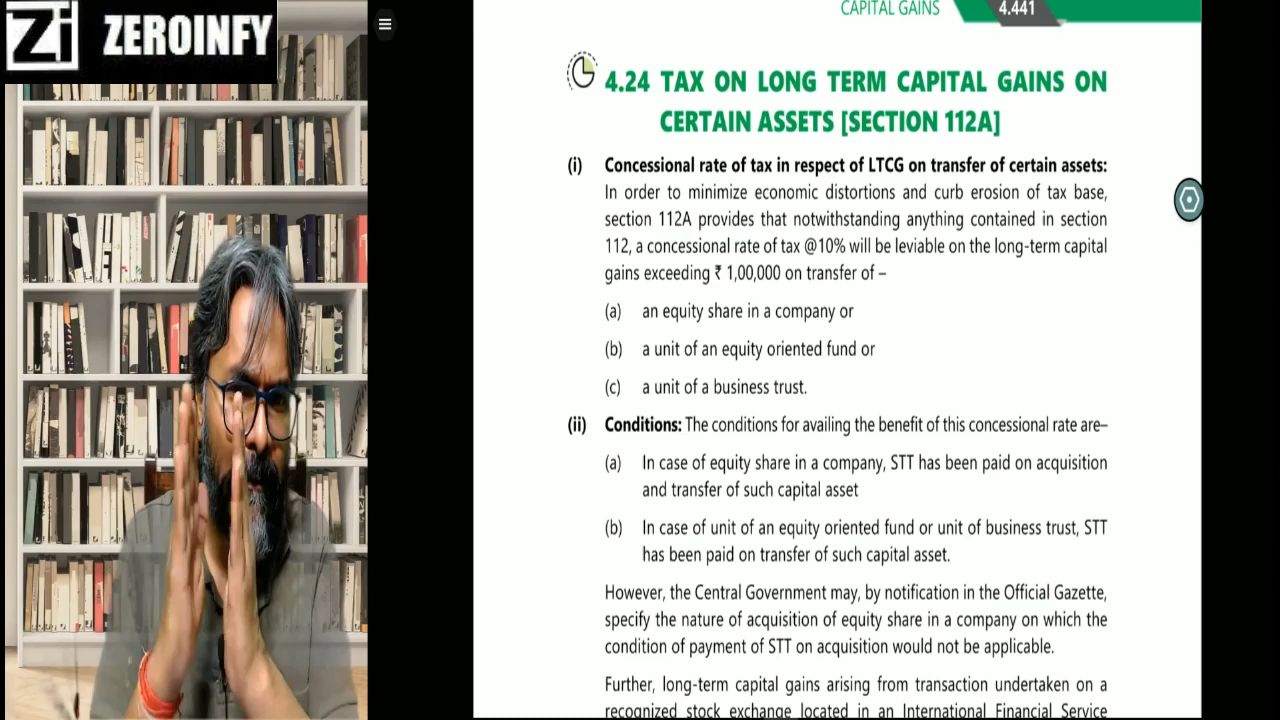 Zi ZEROINFY
CAPITAL GAINS 4.441
4.24 TAX ON LONG TERM CAPITAL GAINS ON
CERTAIN ASSETS [SECTION 112A]
(i) Concessional rate of tax in respect of LTCG on transfer of certain assets:
In order to minimize economic distortions and curb erosion of tax base,
section 112A provides that notwithstanding anything contained in section
112, a concessional rate of tax @10% will be leviable on the long-term capital
gains exceeding ₹ 1,00,000 on transfer of –
(a) an equity share in a company or
(b) a unit of an equity oriented fund or
(c) a unit of a business trust.
(ii) Conditions: The conditions for availing the benefit of this concessional rate are–
(a) In case of equity share in a company, STT has been paid on acquisition
and transfer of such capital asset
(b) In case of unit of an equity oriented fund or unit of business trust, STT
has been paid on transfer of such capital asset.
However, the Central Government may, by notification in the Official Gazette,
specify the nature of acquisition of equity share in a company on which the
condition of payment of STT on acquisition would not be applicable.
Further, long-term capital gains arising from transaction undertaken on a
recognized stock exchange located in an International Financial Service